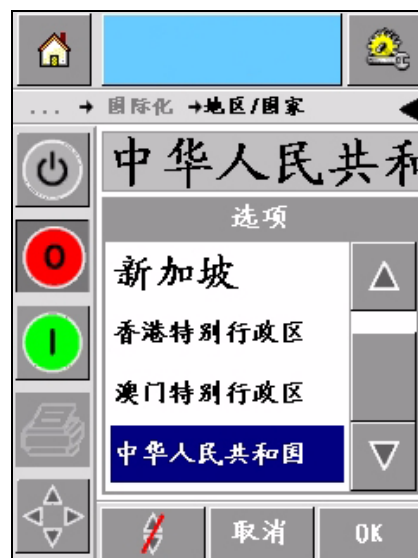 ... → 国际化 →地区/国家
中华人民共和
选项
新加坡
香港特别行政区
澳门特别行政区
中华人民共和国
取消
OK